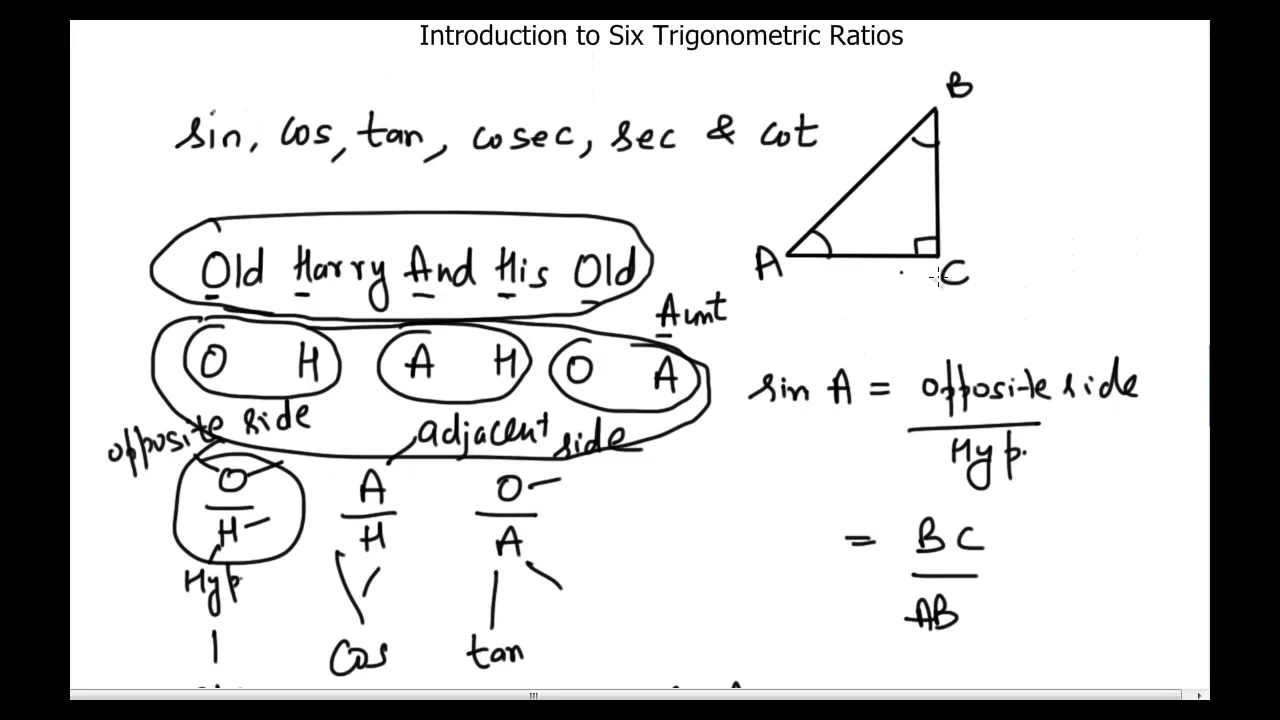 Introduction to Six Trigonometric Ratios
sin, cos, tan, cosec, sec & cot
B
A
C
Old Harry And His Old
Aunt
O H A H O A
opposite side
adjacent side
O
H
A
H
O
A
Hyp.
cos
tan
sin A = opposite side
Hyp.
= BC
AB